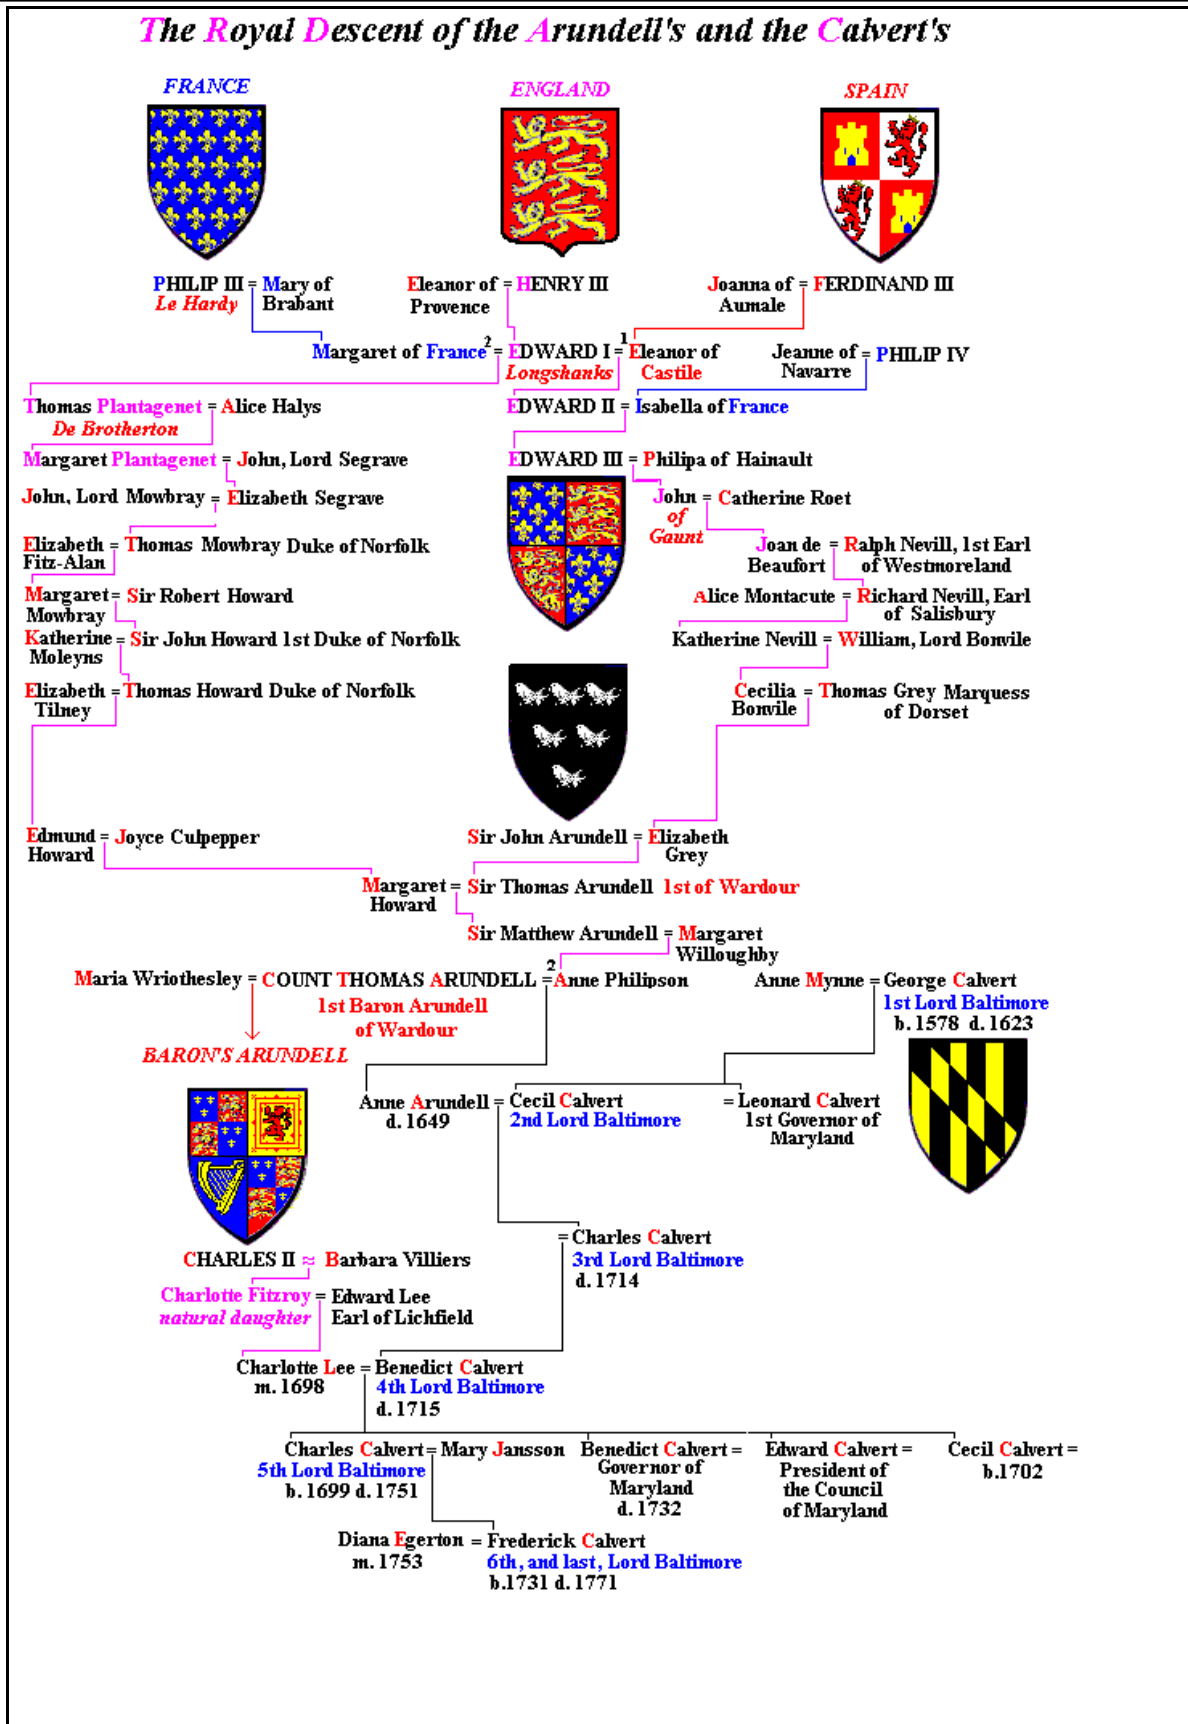 The Royal Descent of the Arundell's and the Calvert's
FRANCE
ENGLAND
SPAIN
PHILIP III = Mary of
Le Hardy Brabant
Eleanor of = HENRY III
Provence
Joanna of = FERDINAND III
Aumale
Margaret of France 2 = EDWARD I = 1 Eleanor of
Longshanks Castile
Jeanne of = PHILIP IV
Navarre
Thomas Plantagenet = Alice Halys
De Brotherton
EDWARD II = Isabella of France
Margaret Plantagenet = John, Lord Segrave
EDWARD III = Philipa of Hainault
John, Lord Mowbray = Elizabeth Segrave
John = Catherine Roet
of
Gaunt
Elizabeth = Thomas Mowbray Duke of Norfolk
Fitz-Alan
Joan de = Ralph Nevill, 1st Earl
Beaufort of Westmoreland
Margaret = Sir Robert Howard
Mowbray
Alice Montacute = Richard Nevill, Earl
of Salisbury
Katherine = Sir John Howard 1st Duke of Norfolk
Moleyns
Katherine Nevill = William, Lord Bonvile
Elizabeth = Thomas Howard Duke of Norfolk
Tilney
Cecilia = Thomas Grey Marquess
Bonvile of Dorset
Edmund = Joyce Culpepper
Howard
Sir John Arundell = Elizabeth
Grey
Margaret = Sir Thomas Arundell 1st of Wardour
Howard
Sir Matthew Arundell = Margaret
Willoughby
Maria Wriothesley = COUNT THOMAS ARUNDELL = 2 Anne Philipson
1st Baron Arundell
of Wardour
Anne Mynne = George Calvert
1st Lord Baltimore
b. 1578 d. 1623
BARON'S ARUNDELL
Anne Arundell = Cecil Calvert
d. 1649 2nd Lord Baltimore
= Leonard Calvert
1st Governor of
Maryland
= Charles Calvert
3rd Lord Baltimore
d. 1714
CHARLES II ≈ Barbara Villiers
Charlotte Fitzroy = Edward Lee
natural daughter Earl of Lichfield
Charlotte Lee = Benedict Calvert
m. 1698 4th Lord Baltimore
d. 1715
Charles Calvert = Mary Jansson
5th Lord Baltimore
b. 1699 d. 1751
Benedict Calvert =
Governor of
Maryland
d. 1732
Edward Calvert =
President of
the Council
of Maryland
Cecil Calvert =
b.1702
Diana Egerton = Frederick Calvert
m. 1753 6th, and last, Lord Baltimore
b.1731 d. 1771